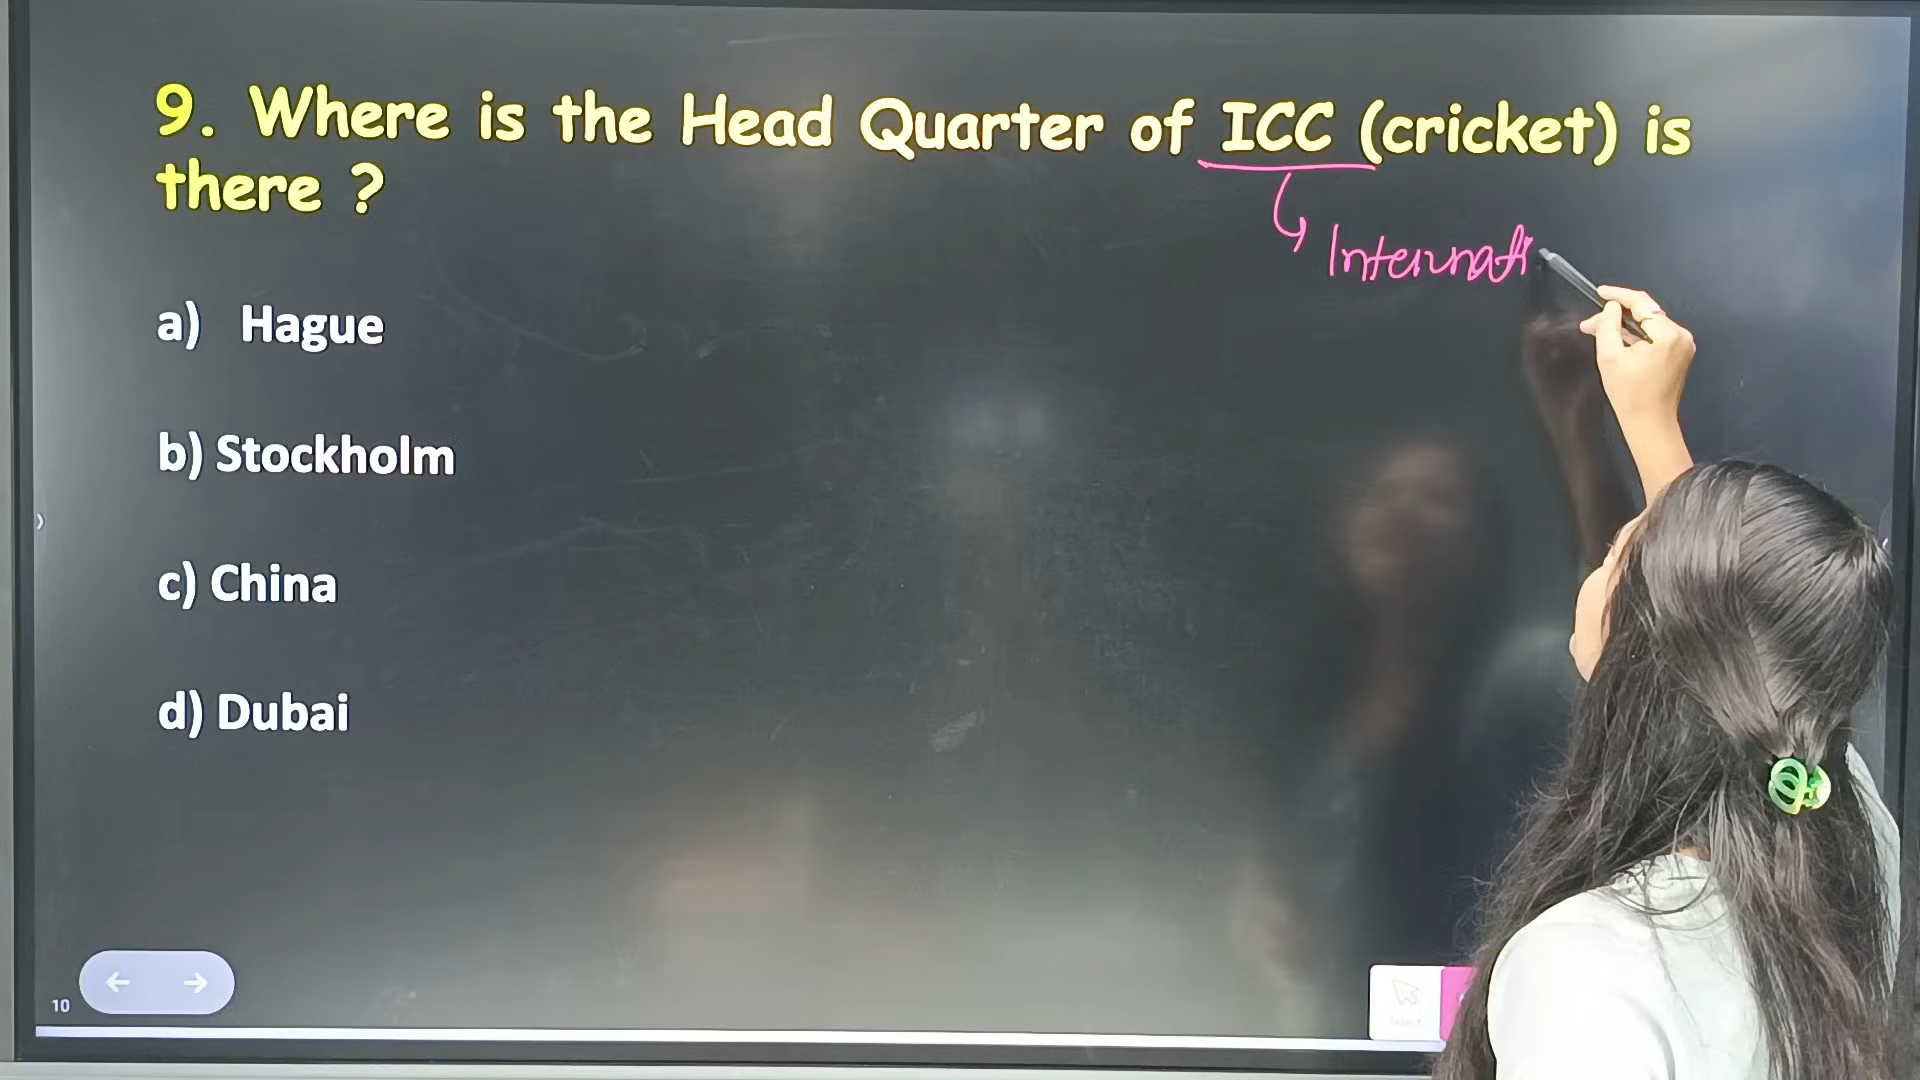 9. Where is the Head Quarter of ICC (cricket) is
there ?
Internati
a) Hague
b) Stockholm
c) China
d) Dubai
10